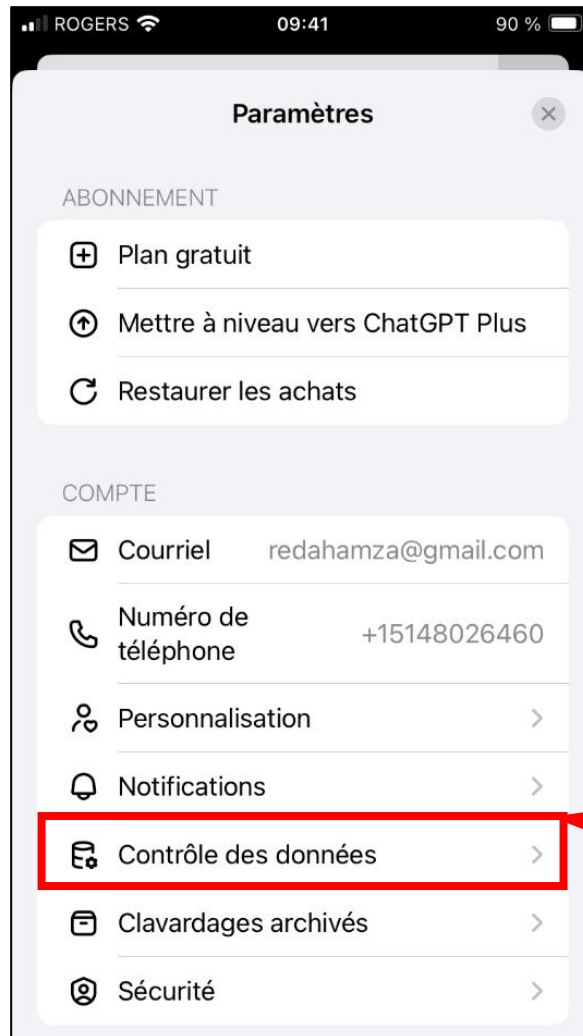 ROGERS 09:41 90 %
Paramètres
ABONNEMENT
Plan gratuit
Mettre à niveau vers ChatGPT Plus
Restaurer les achats
COMPTE
Courriel redahamza@gmail.com
Numéro de
téléphone +15148026460
Personnalisation
Notifications
Contrôle des données
Clavardages archivés
Sécurité